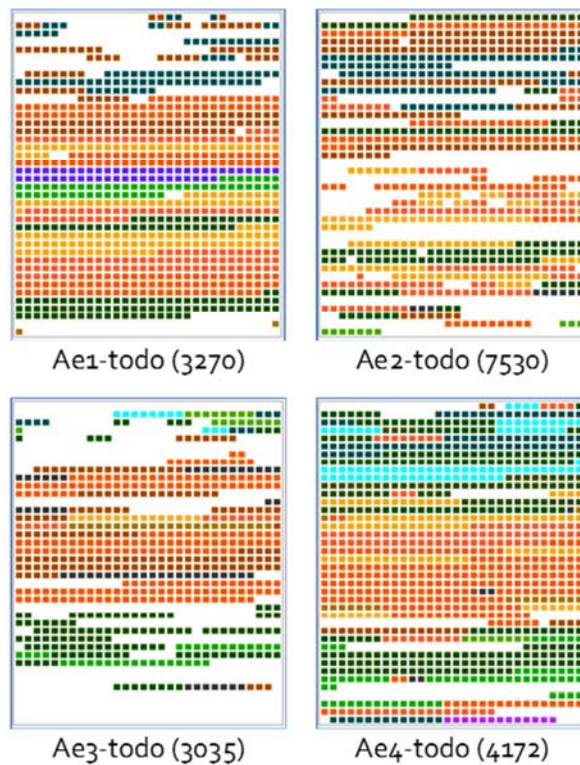 Ae1-todo (3270)
Ae2-todo (7530)
Ae3-todo (3035)
Ae4-todo (4172)